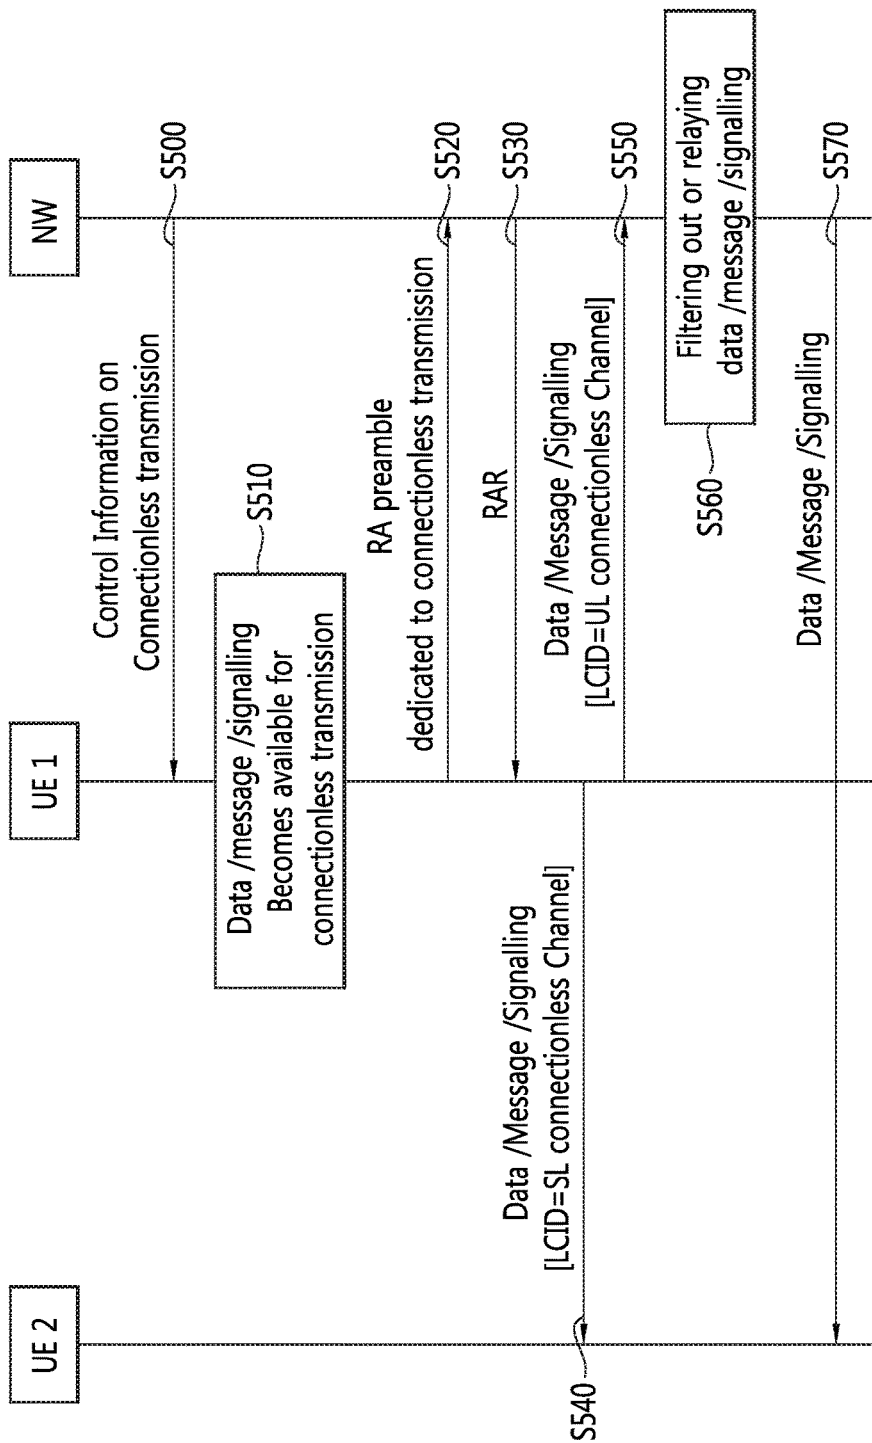 UE 2
UE 1
NW
Control Information on
Connectionless transmission
S500
Data /message /signalling
Becomes available for
connectionless transmission
S510
RA preamble
dedicated to connectionless transmission
S520
RAR
S530
Data /Message /Signalling
[LCID=SL connectionless Channel]
S540
Data /Message /Signalling
[LCID=UL connectionless Channel]
S550
Filtering out or relaying
data /message /signalling
S560
Data /Message /Signalling
S570